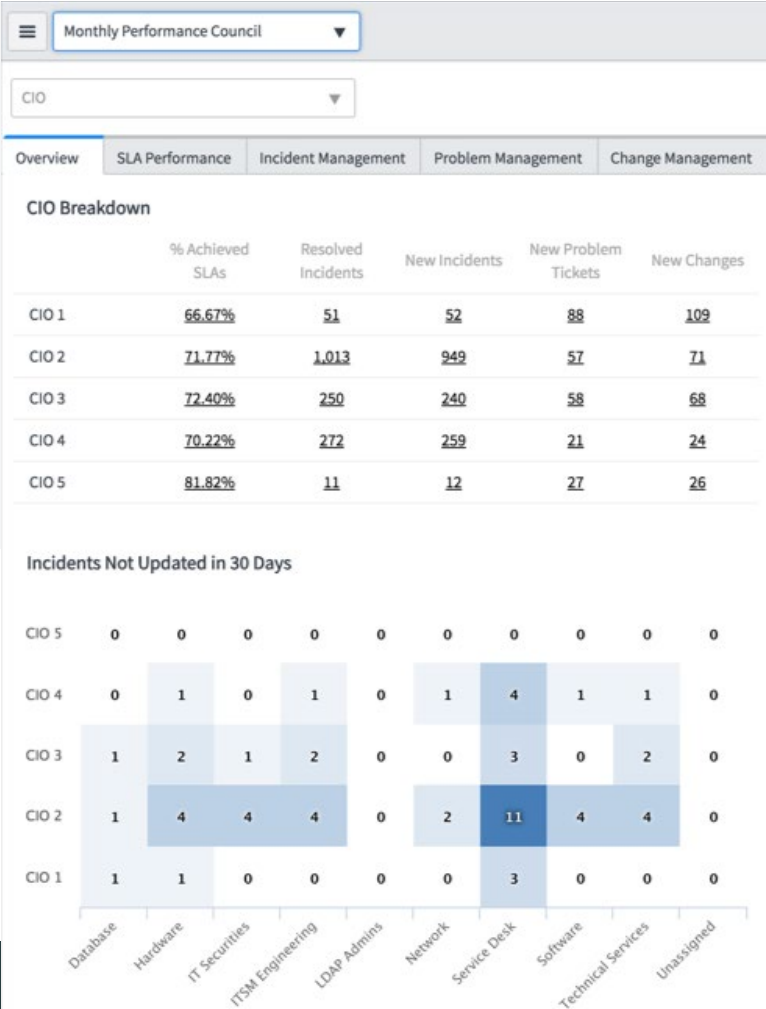 Monthly Performance Council
CIO
Overview SLA Performance Incident Management Problem Management Change Management
CIO Breakdown
% Achieved SLAs Resolved Incidents New Incidents New Problem Tickets New Changes
CIO 1 66.67% 51 52 88 109
CIO 2 71.77% 1,013 949 57 71
CIO 3 72.40% 250 240 58 68
CIO 4 70.22% 272 259 21 24
CIO 5 81.82% 11 12 27 26
Incidents Not Updated in 30 Days
CIO 5 0 0 0 0 0 0 0 0 0 0
CIO 4 0 1 0 1 0 1 4 1 1 0
CIO 3 1 2 1 2 0 0 3 0 2 0
CIO 2 1 4 4 4 0 2 11 4 4 0
CIO 1 1 1 0 0 0 0 3 0 0 0
Database Hardware IT Securities ITSM Engineering LDAP Admins Network Service Desk Software Technical Services Unassigned